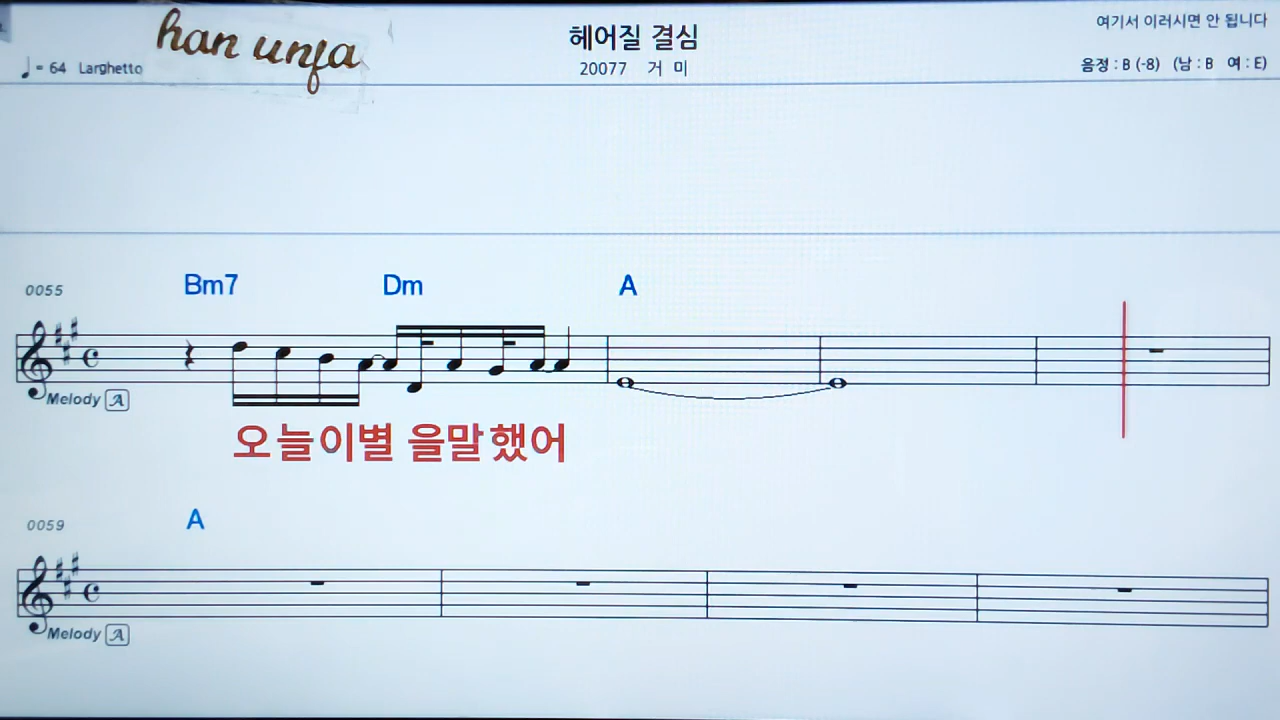 han unja
헤어질 결심
여기서 이러시면 안 됩니다
♩= 64 Larghetto
20077 거 미
음정 : B (-8) (남 : B 여 : E)
0055
Bm7 Dm A
Melody A
오늘이별 을말했어
0059
A
Melody A